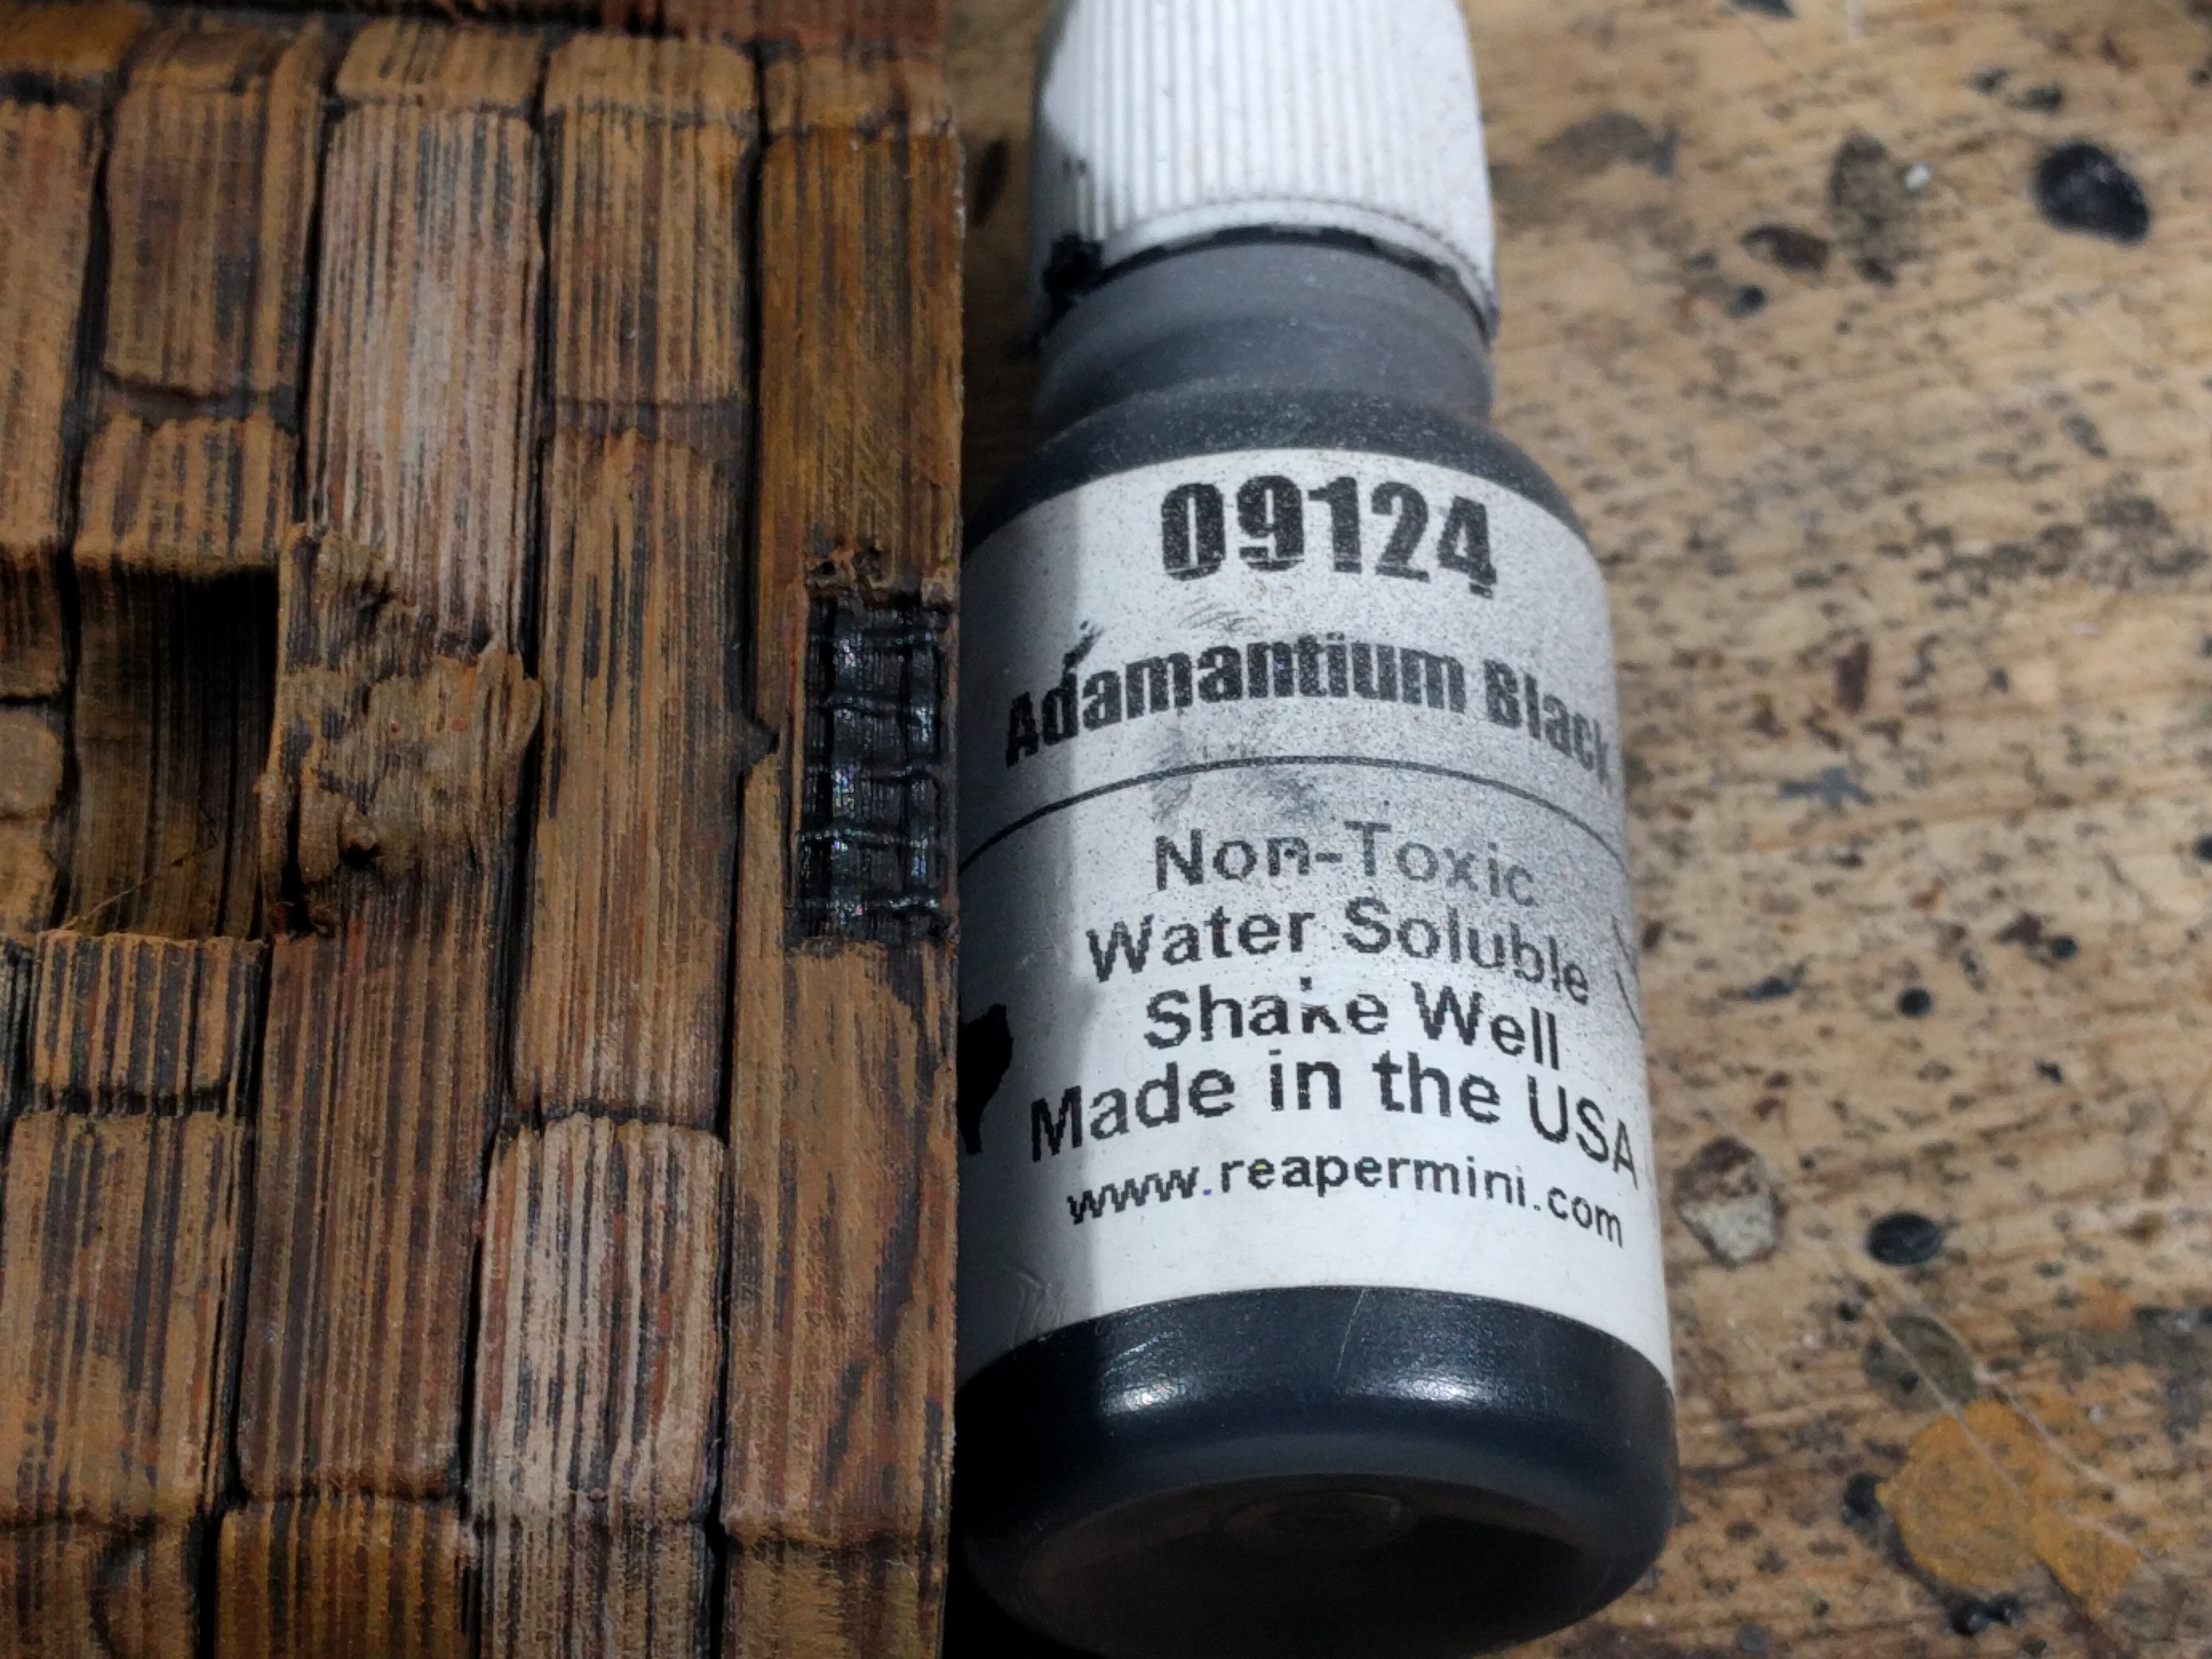 09124
Adamantium Black
Non-Toxic
Water Soluble
Shake Well
Made in the USA
www.reapermini.com